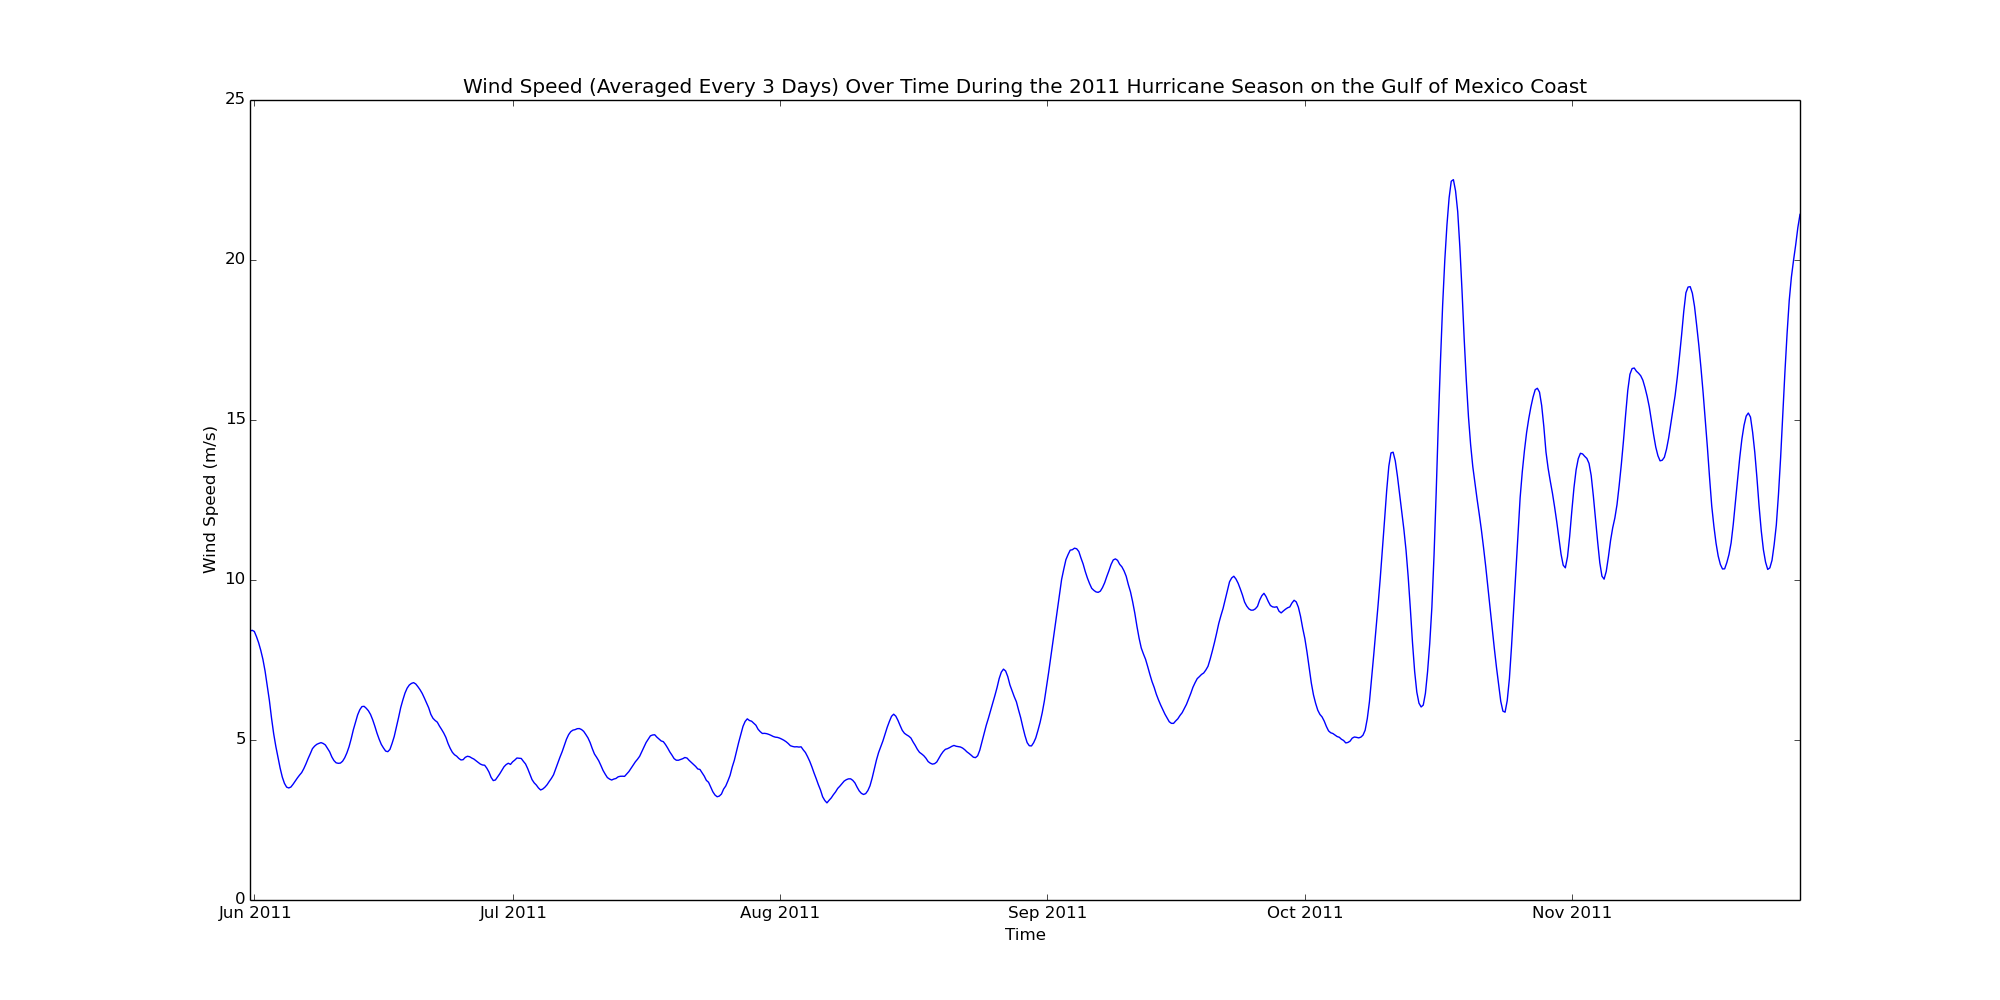 Wind Speed (Averaged Every 3 Days) Over Time During the 2011 Hurricane Season on the Gulf of Mexico Coast
25
20
15
10
5
0
Wind Speed (m/s)
Jun 2011 Jul 2011 Aug 2011 Sep 2011 Oct 2011 Nov 2011
Time